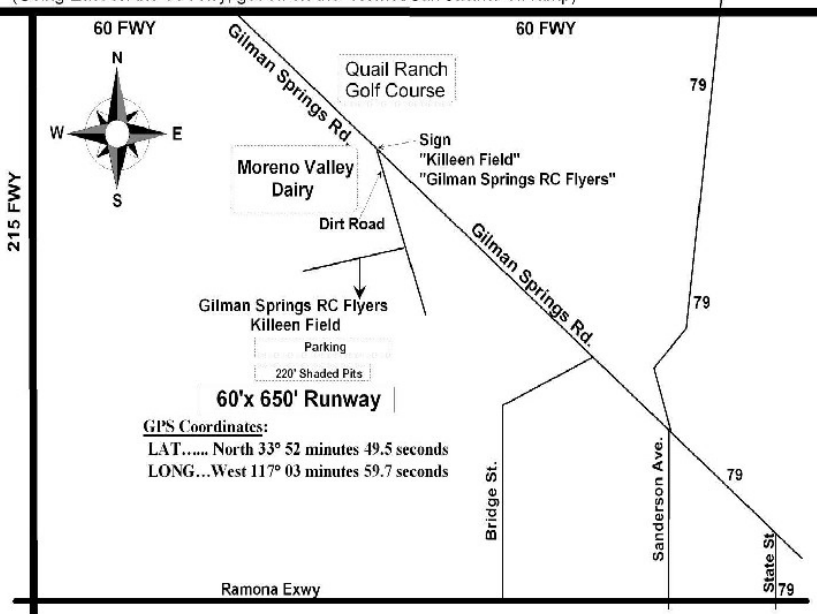 60 FWY
60 FWY
N
W
E
S
215 FWY
Gilman Springs Rd.
Quail Ranch
Golf Course
79
Sign
"Killeen Field"
"Gilman Springs RC Flyers"
Moreno Valley
Dairy
Dirt Road
Gilman Springs Rd.
79
Gilman Springs RC Flyers
Killeen Field
Parking
220' Shaded Pits
60'x 650' Runway
GPS Coordinates:
LAT...... North 33° 52 minutes 49.5 seconds
LONG...West 117° 03 minutes 59.7 seconds
Bridge St.
Sanderson Ave.
79
State St
79
Ramona Exwy